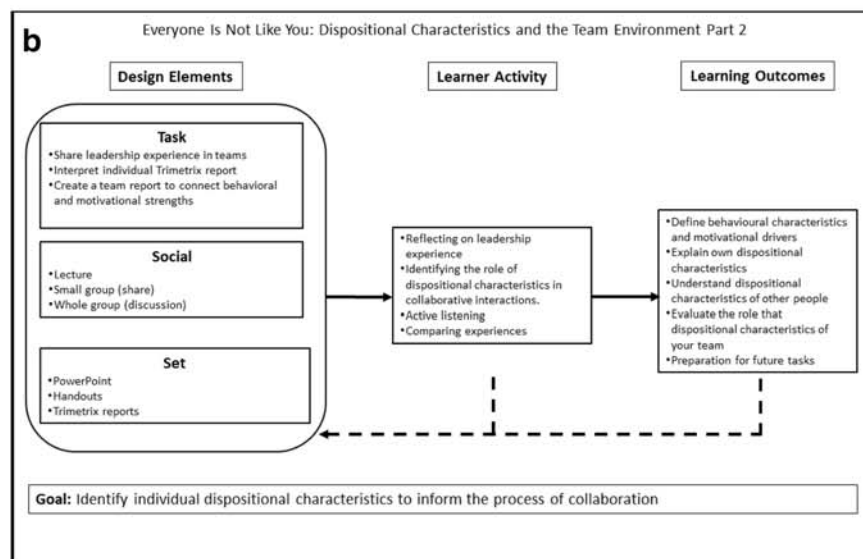 b
Everyone Is Not Like You: Dispositional Characteristics and the Team Environment Part 2
Design Elements
Task
•Share leadership experience in teams
•Interpret individual Trimetrix report
•Create a team report to connect behavioral
and motivational strengths
Social
•Lecture
•Small group (share)
•Whole group (discussion)
Set
•PowerPoint
•Handouts
•Trimetrix reports
Learner Activity
•Reflecting on leadership
experience
•Identifying the role of
dispositional characteristics in
collaborative interactions.
•Active listening
•Comparing experiences
Learning Outcomes
•Define behavioural characteristics
and motivational drivers
•Explain own dispositional
characteristics
•Understand dispositional
characteristics of other people
•Evaluate the role that
dispositional characteristics of
your team
•Preparation for future tasks
Goal: Identify individual dispositional characteristics to inform the process of collaboration